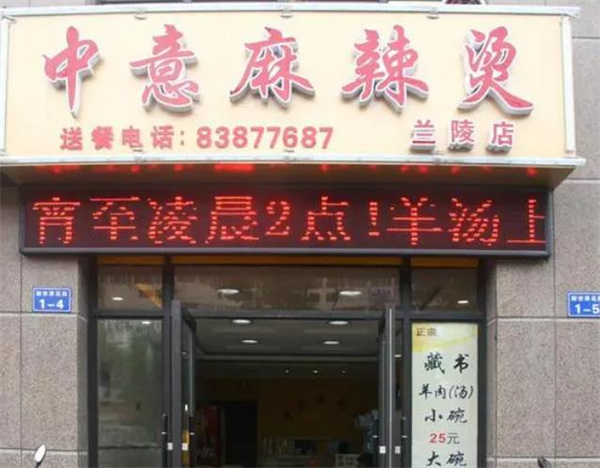 中意麻辣烫
送餐电话:83877687
兰陵店
宵至凌晨2点!羊汤上
1-4
1-5
正宗
藏书
羊肉(汤)
小碗
25元
大碗